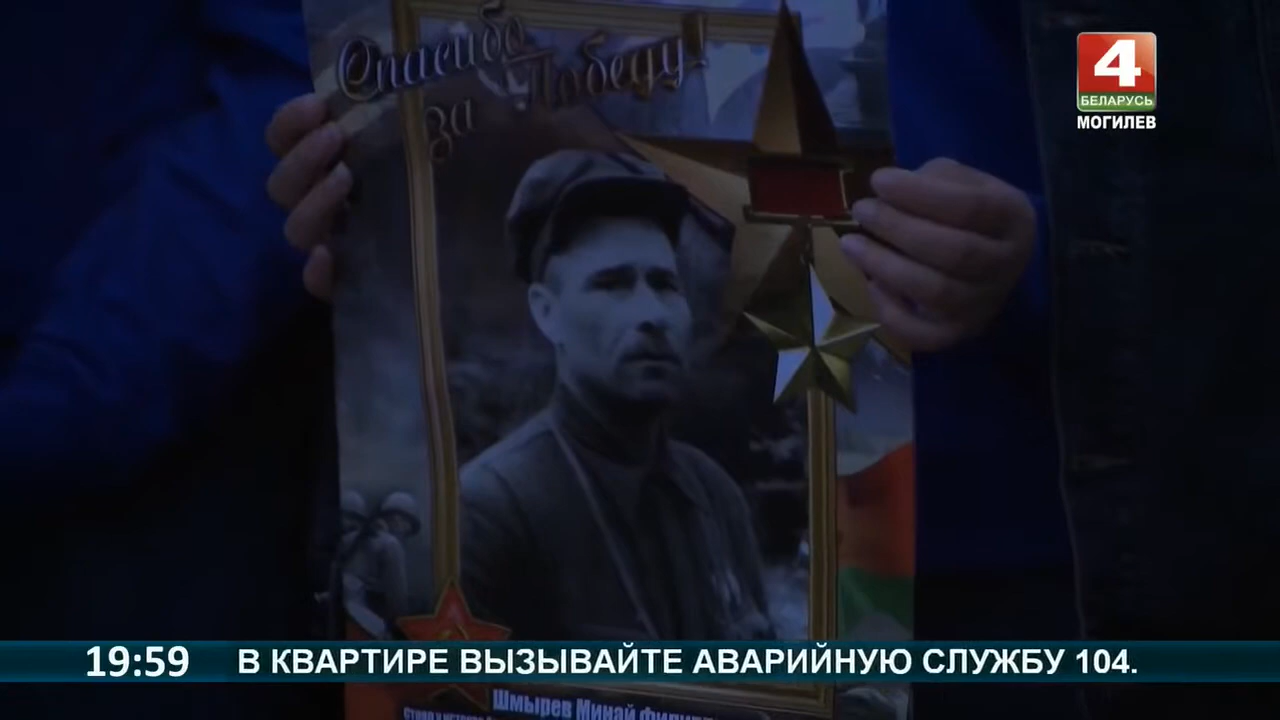 Спасибо
за Победу!
4
БЕЛАРУСЬ
МОГИЛЕВ
19:59 В КВАРТИРЕ ВЫЗЫВАЙТЕ АВАРИЙНУЮ СЛУЖБУ 104.
Шмырев Минай